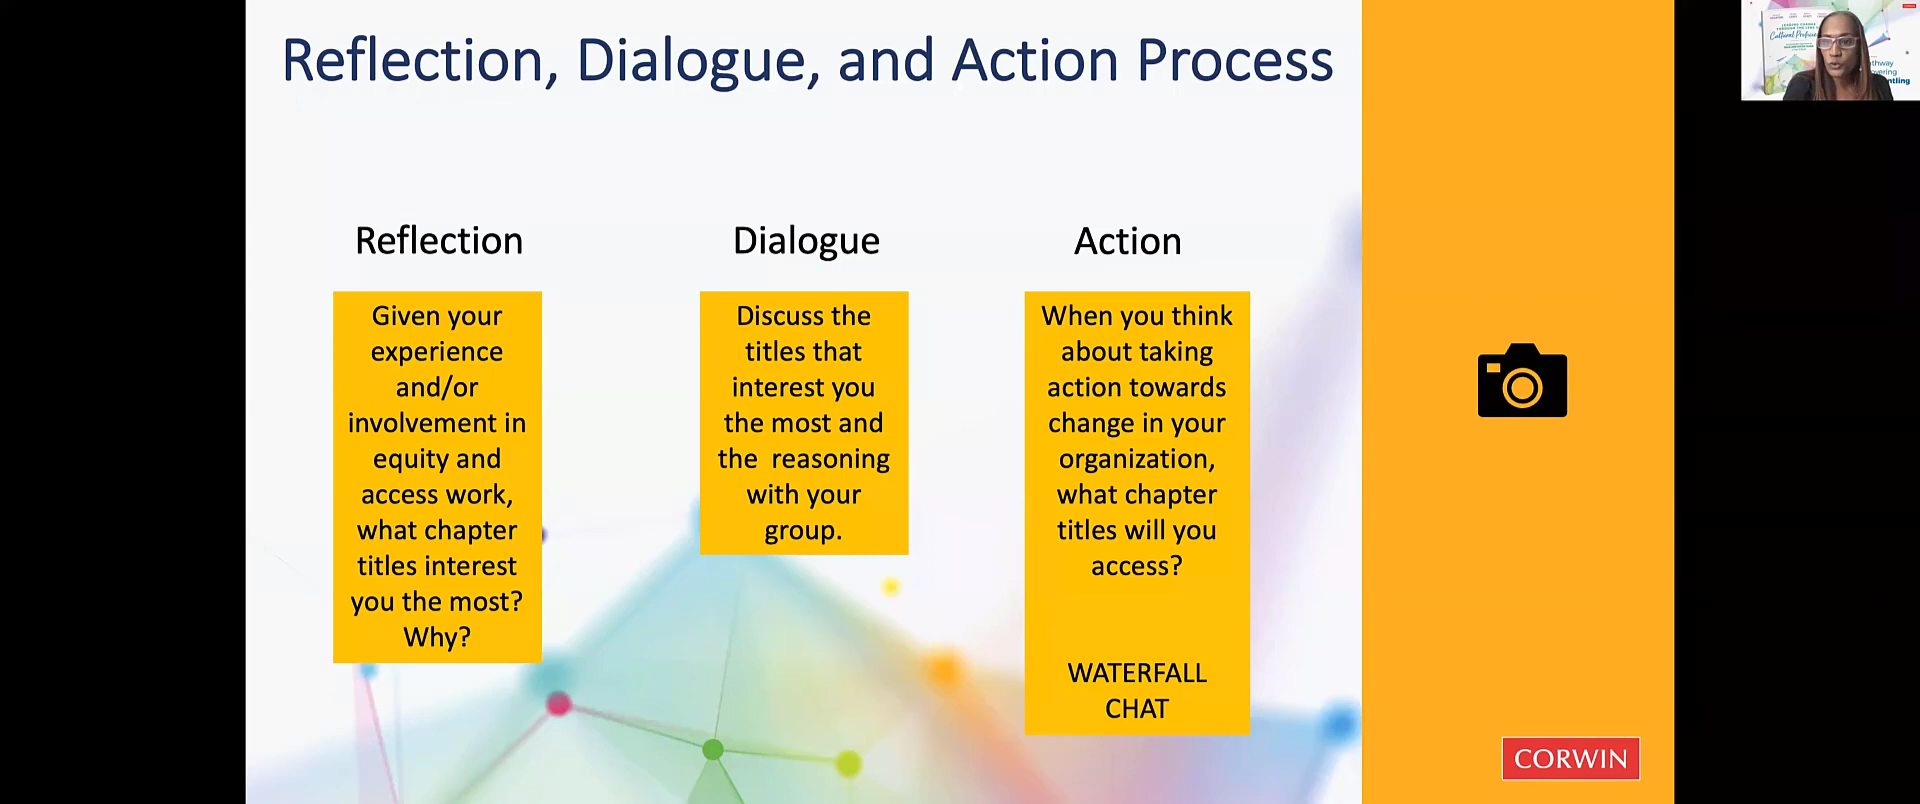 Reflection, Dialogue, and Action Process
Reflection
Given your
experience
and/or
involvement in
equity and
access work,
what chapter
titles interest
you the most?
Why?
Dialogue
Discuss the
titles that
interest you
the most and
the reasoning
with your
group.
Action
When you think
about taking
action towards
change in your
organization,
what chapter
titles will you
access?
WATERFALL
CHAT
CORWIN
Cultural